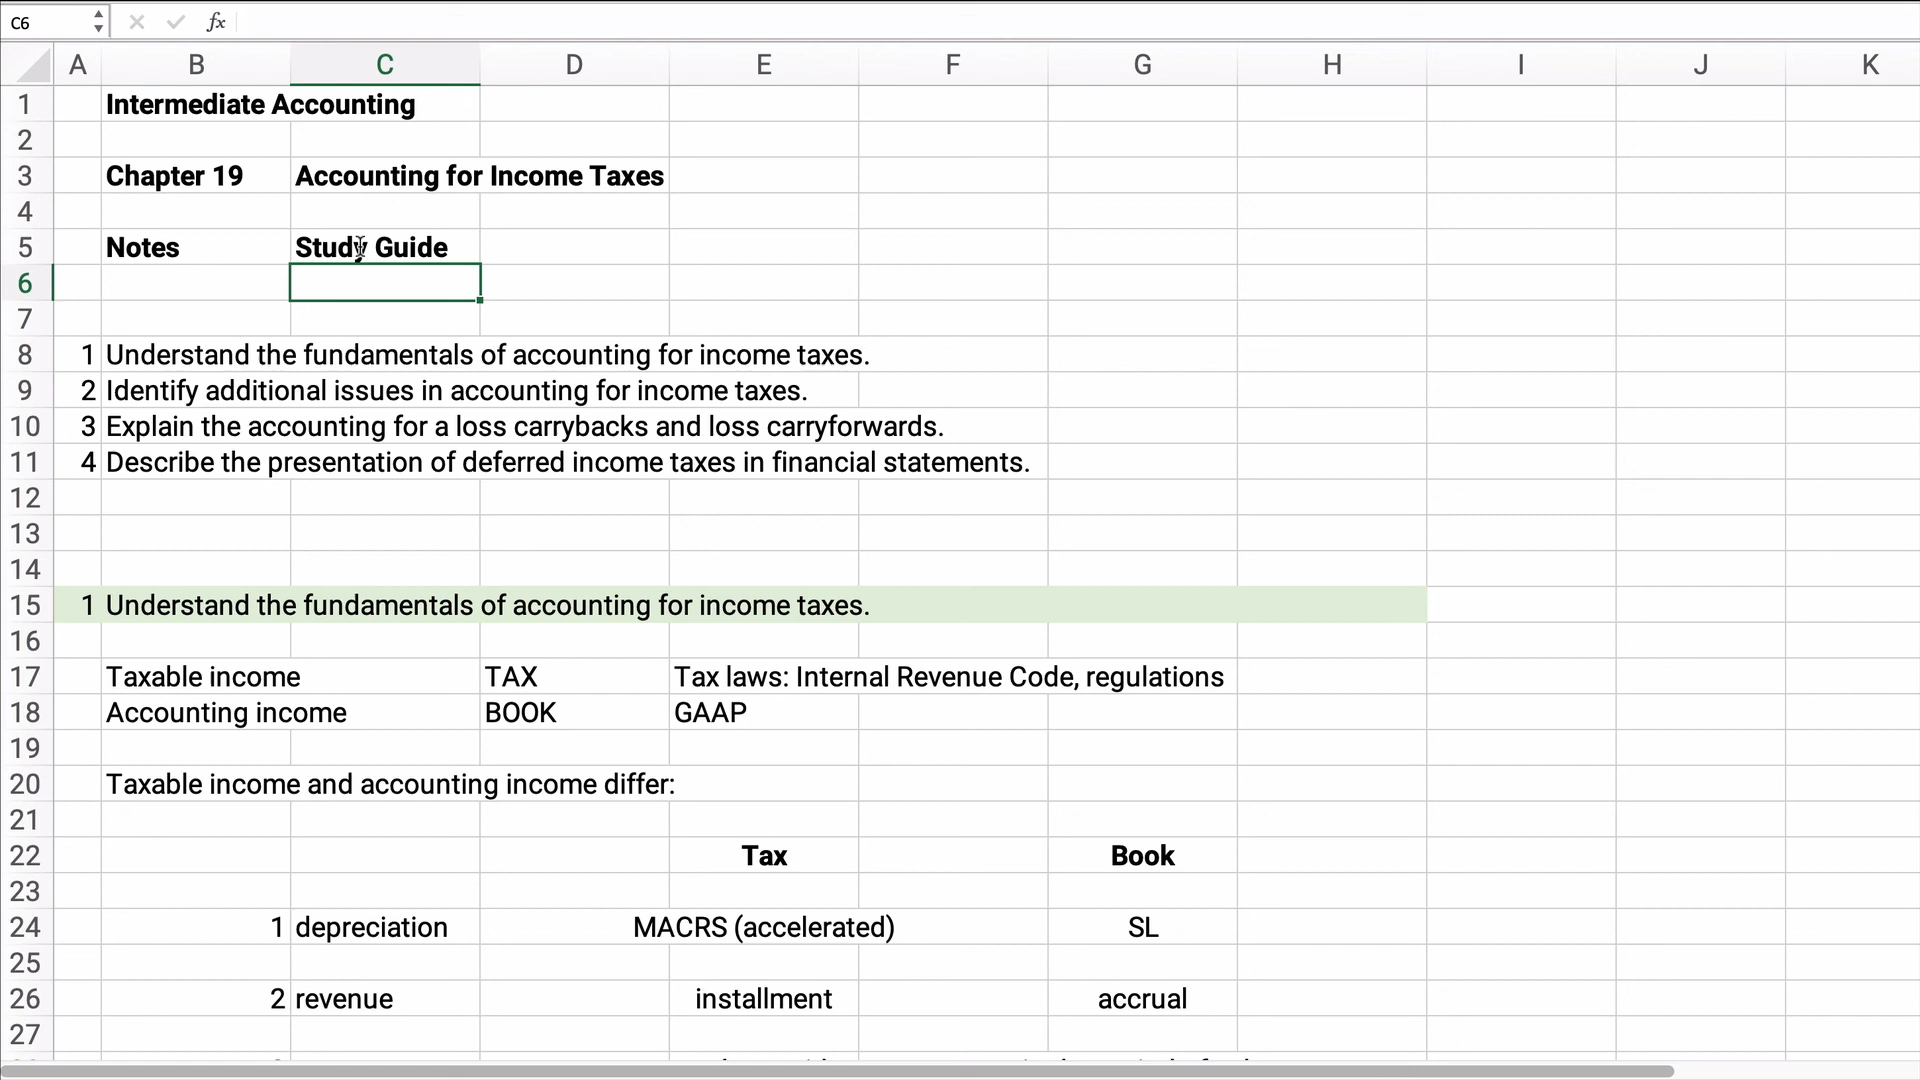 C6 fx
A B C D E F G H I J K
1 Intermediate Accounting
2
3 Chapter 19 Accounting for Income Taxes
4
5 Notes Study Guide
6
7
8 1 Understand the fundamentals of accounting for income taxes.
9 2 Identify additional issues in accounting for income taxes.
10 3 Explain the accounting for a loss carrybacks and loss carryforwards.
11 4 Describe the presentation of deferred income taxes in financial statements.
12
13
14
15 1 Understand the fundamentals of accounting for income taxes.
16
17 Taxable income TAX Tax laws: Internal Revenue Code, regulations
18 Accounting income BOOK GAAP
19
20 Taxable income and accounting income differ:
21
22 Tax Book
23
24 1 depreciation MACRS (accelerated) SL
25
26 2 revenue installment accrual
27